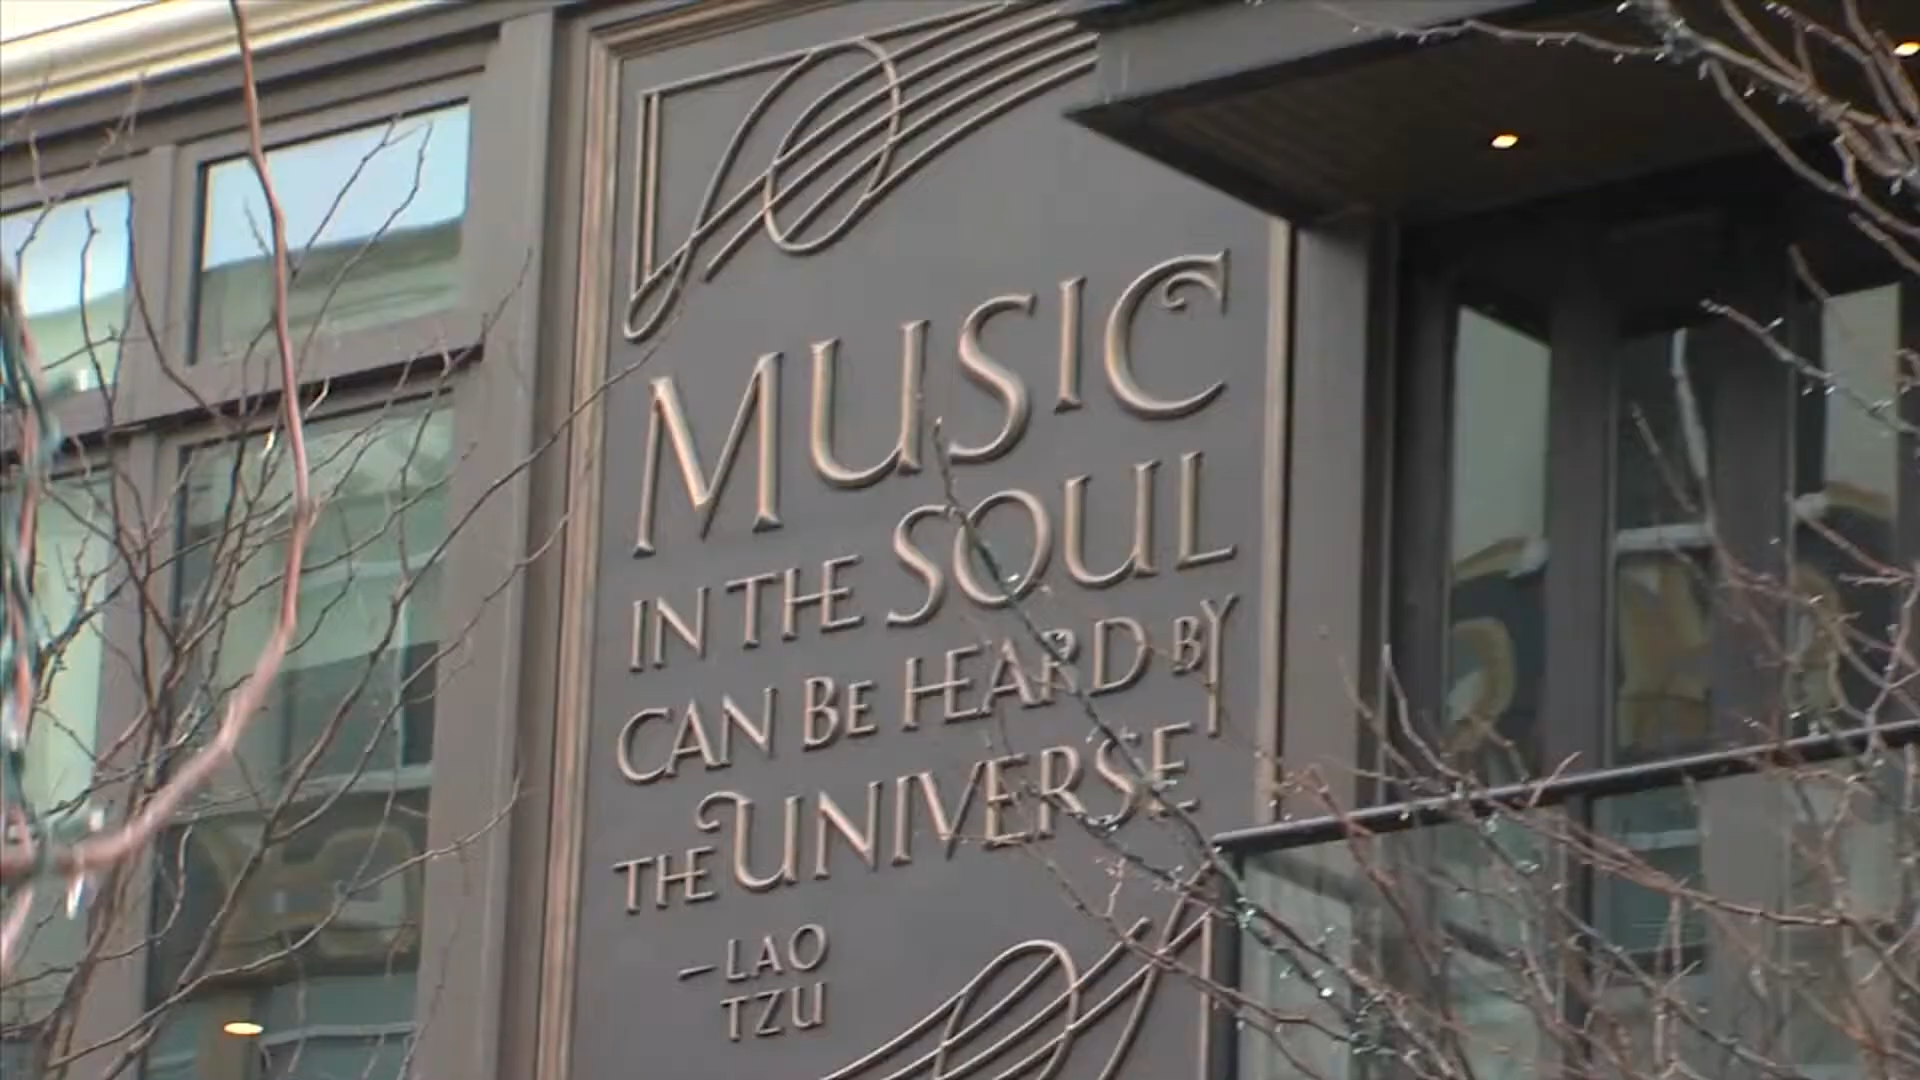 MUSIC
IN THE SOUL
CAN BE HEARD BY
THE UNIVERSE
—LAO
TZU